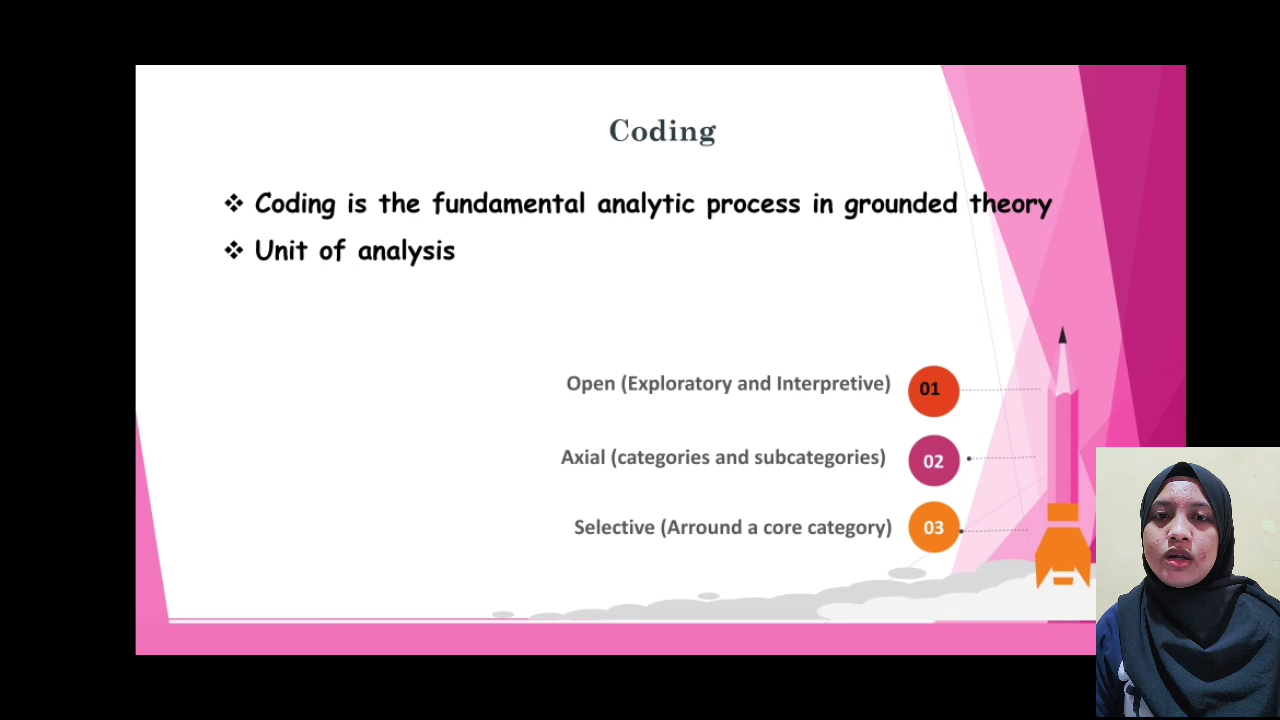 Coding
❖ Coding is the fundamental analytic process in grounded theory
❖ Unit of analysis
Open (Exploratory and Interpretive) 01
Axial (categories and subcategories) 02
Selective (Arround a core category) 03